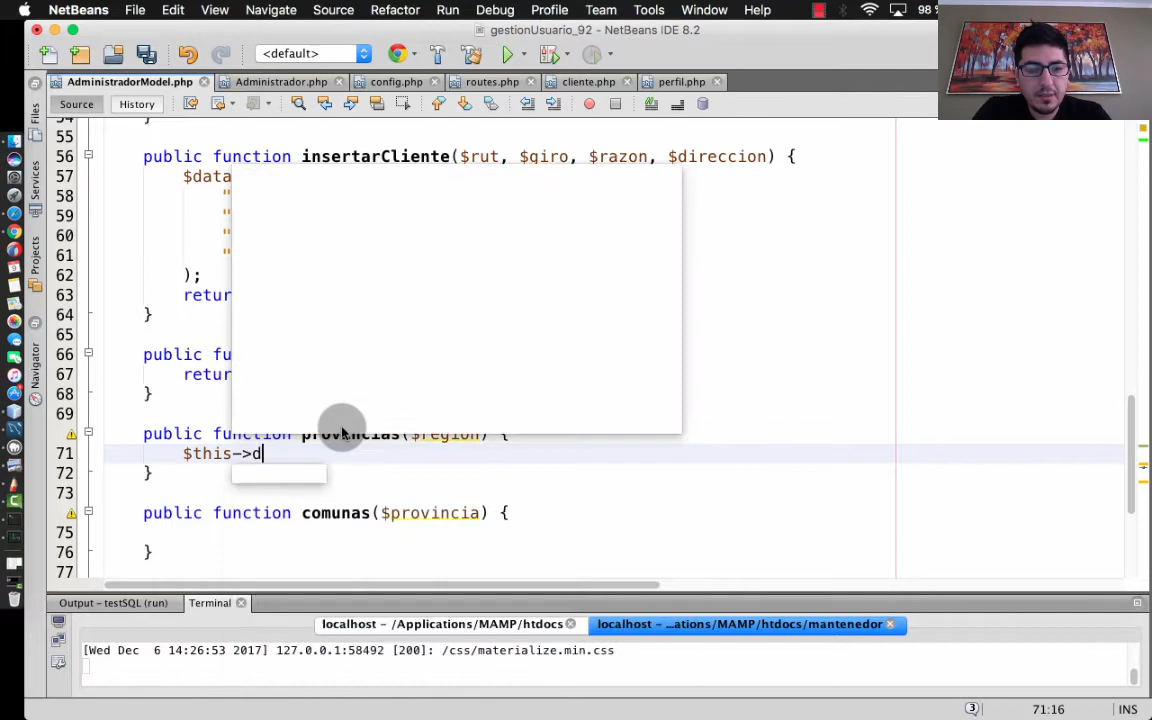 NetBeans File Edit View Navigate Source Refactor Run Debug Profile Team Tools Window Help 98 %
gestionUsuario_92 - NetBeans IDE 8.2
<default>
AdministradorModel.php Administrador.php config.php routes.php cliente.php perfil.php
Source History
Files
Services
Projects
Navigator
54 }
55
56 public function insertarCliente($rut, $giro, $razon, $direccion) {
57 $data
58 "
59 "
60 "
61 "
62 );
63 retur
64 }
65
66 public fu
67 retur
68 }
69
public function provincias($region) {
71 $this->d
72 }
73
public function comunas($provincia) {
75
76 }
77
Output - testSQL (run) Terminal
localhost - /Applications/MAMP/htdocs localhost - ...ations/MAMP/htdocs/mantenedor
[Wed Dec 6 14:26:53 2017] 127.0.0.1:58492 [200]: /css/materialize.min.css
3 71:16 INS